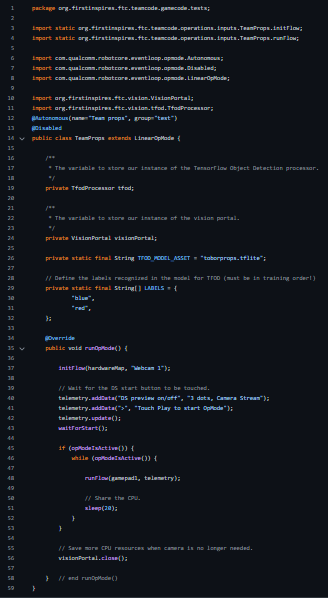 1 package org.firstinspires.ftc.teamcode.gamecode.tests;
2
3 import static org.firstinspires.ftc.teamcode.operations.inputs.TeamProps.initFlow;
4 import static org.firstinspires.ftc.teamcode.operations.inputs.TeamProps.runFlow;
5
6 import com.qualcomm.robotcore.eventloop.opmode.Autonomous;
7 import com.qualcomm.robotcore.eventloop.opmode.Disabled;
8 import com.qualcomm.robotcore.eventloop.opmode.LinearOpMode;
9
10 import org.firstinspires.ftc.vision.VisionPortal;
11 import org.firstinspires.ftc.vision.tfod.TfodProcessor;
12 @Autonomous(name="Team props", group="test")
13 @Disabled
14 public class TeamProps extends LinearOpMode {
15
16 /**
17 * The variable to store our instance of the TensorFlow Object Detection processor.
18 */
19 private TfodProcessor tfod;
20
21 /**
22 * The variable to store our instance of the vision portal.
23 */
24 private VisionPortal visionPortal;
25
26 private static final String TFOD_MODEL_ASSET = "toborprops.tflite";
27
28 // Define the labels recognized in the model for TFOD (must be in training order!)
29 private static final String[] LABELS = {
30 "blue",
31 "red",
32 };
33
34 @Override
35 public void runOpMode() {
36
37 initFlow(hardwareMap, "Webcam 1");
38
39 // Wait for the DS start button to be touched.
40 telemetry.addData("DS preview on/off", "3 dots, Camera Stream");
41 telemetry.addData(">", "Touch Play to start OpMode");
42 telemetry.update();
43 waitForStart();
44
45 if (opModeIsActive()) {
46 while (opModeIsActive()) {
47
48 runFlow(gamepad1, telemetry);
49
50 // Share the CPU.
51 sleep(20);
52 }
53 }
54
55 // Save more CPU resources when camera is no longer needed.
56 visionPortal.close();
57
58 } // end runOpMode()
59 }